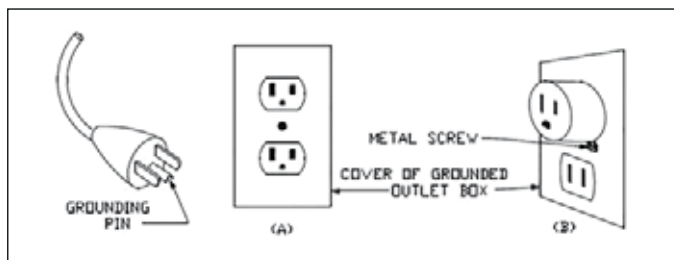 GROUNDING
PIN
(A)
METAL SCREW
COVER OF GROUNDED
OUTLET BOX
(B)